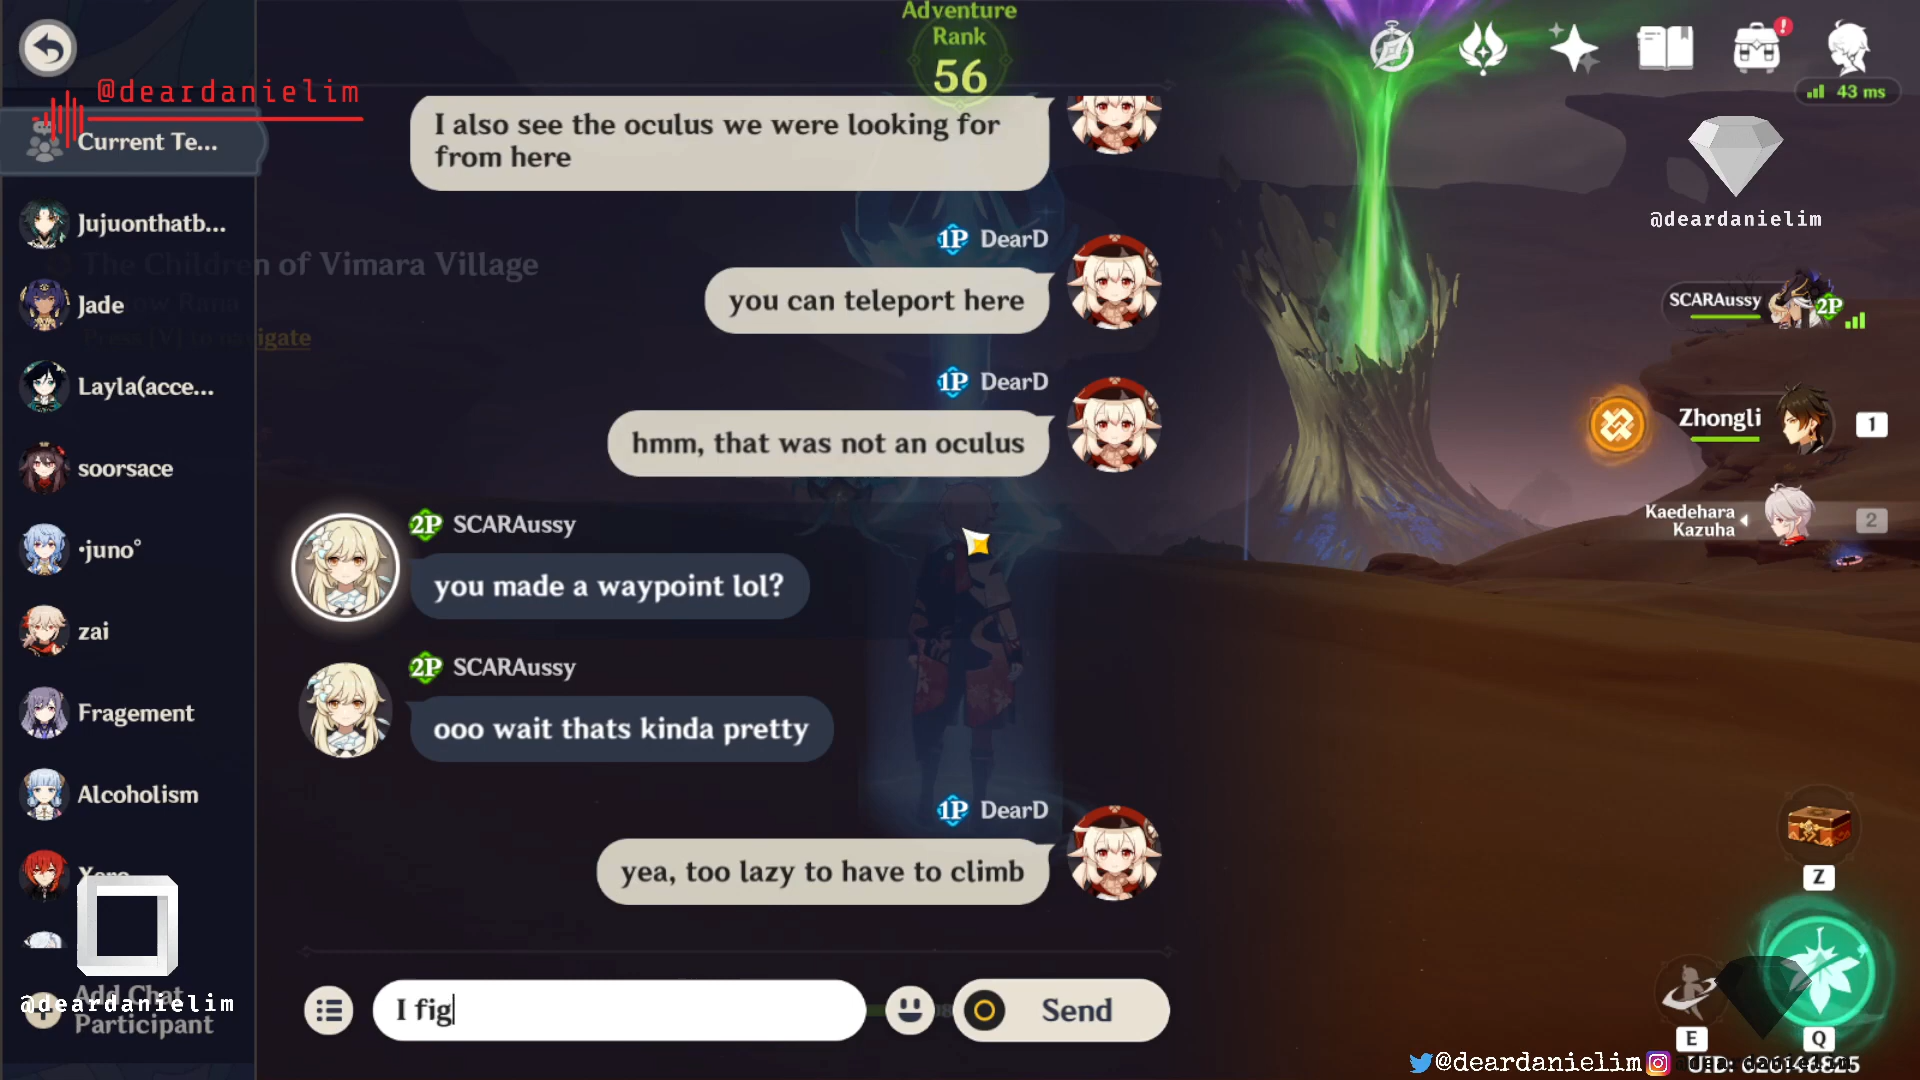 Adventure
Rank
56
@deardanielim
Current Te...
I also see the oculus we were looking for
from here
43 ms
@deardanielim
Jujuonthatb...
1P DearD
The Children of Vimara Village
you can teleport here
SCARAussy
2P
Jade
Press [V] to navigate
Layla(acce...
1P DearD
hmm, that was not an oculus
Zhongli
1
soorsace
2P SCARAussy
you made a waypoint lol?
Kaedehara
Kazuha
2
•juno°
zai
2P SCARAussy
ooo wait thats kinda pretty
Fragement
Alcoholism
1P DearD
yea, too lazy to have to climb
Z
@deardanielim
Add Chat
Participant
I fig
Send
E
Q
@deardanielim